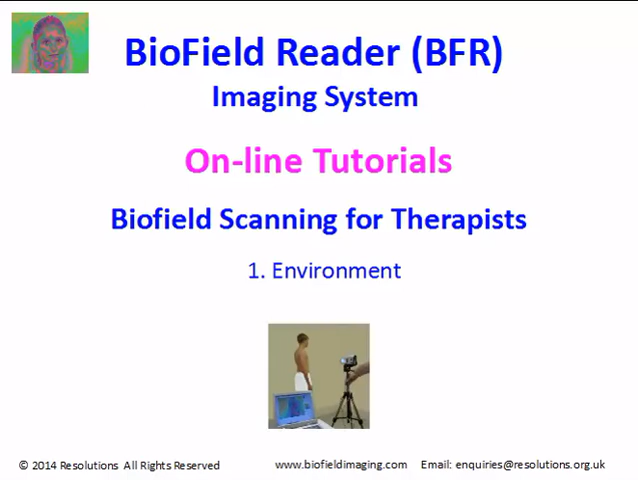 BioField Reader (BFR)
Imaging System
On-line Tutorials
Biofield Scanning for Therapists
1. Environment
© 2014 Resolutions All Rights Reserved www.biofieldimaging.com Email: enquiries@resolutions.org.uk